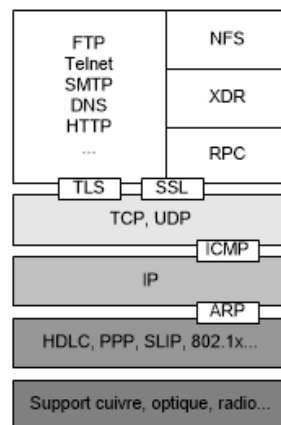 FTP
Telnet
SMTP
DNS
HTTP
...
NFS
XDR
RPC
TLS
SSL
TCP, UDP
ICMP
IP
ARP
HDLC, PPP, SLIP, 802.1x...
Support cuivre, optique, radio...